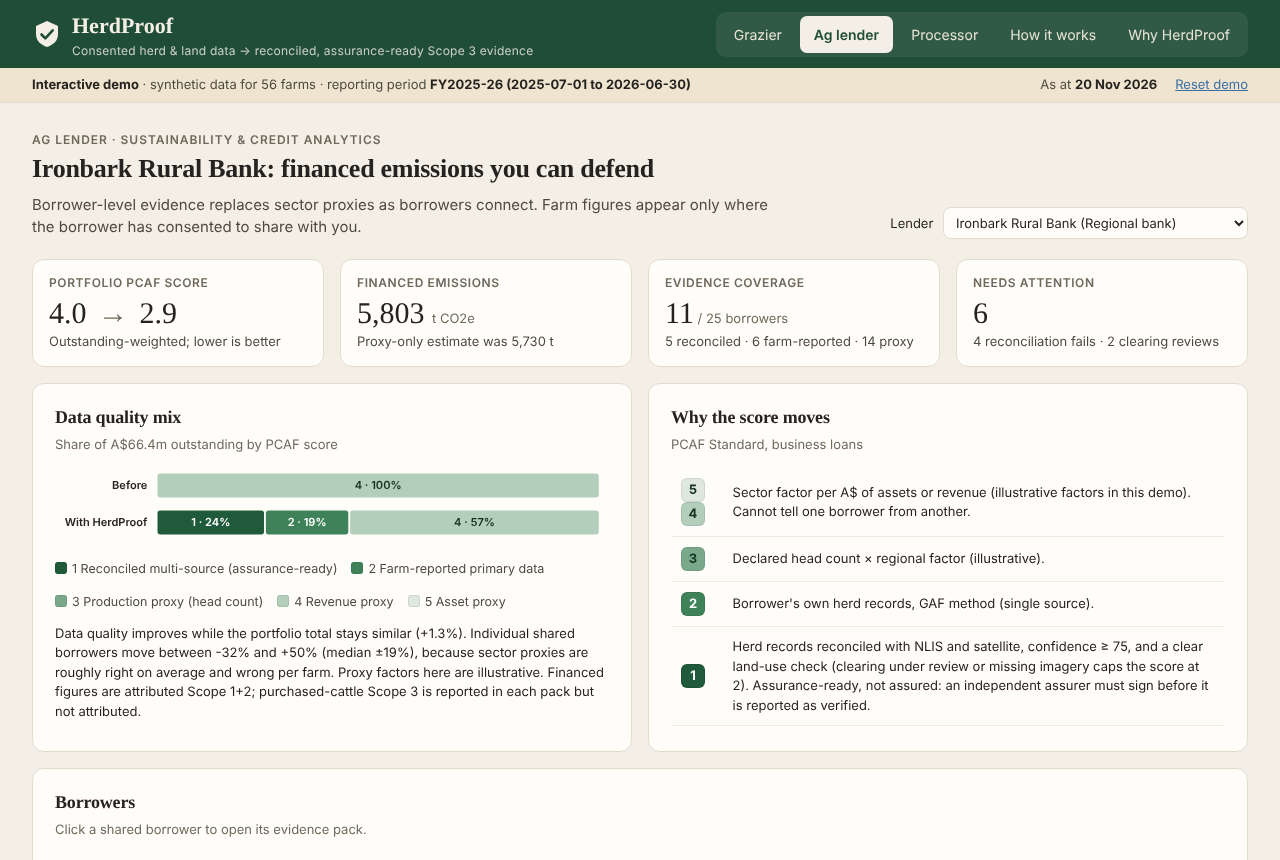 HerdProof
Consented herd & land data → reconciled, assurance-ready Scope 3 evidence
Grazier
Ag lender
Processor
How it works
Why HerdProof
Interactive demo · synthetic data for 56 farms · reporting period FY2025-26 (2025-07-01 to 2026-06-30)
As at 20 Nov 2026
Reset demo
AG LENDER · SUSTAINABILITY & CREDIT ANALYTICS
Ironbark Rural Bank: financed emissions you can defend
Borrower-level evidence replaces sector proxies as borrowers connect. Farm figures appear only where
the borrower has consented to share with you.
Lender
Ironbark Rural Bank (Regional bank)
PORTFOLIO PCAF SCORE
4.0 → 2.9
Outstanding-weighted; lower is better
FINANCED EMISSIONS
5,803 t CO2e
Proxy-only estimate was 5,730 t
EVIDENCE COVERAGE
11 / 25 borrowers
5 reconciled · 6 farm-reported · 14 proxy
NEEDS ATTENTION
6
4 reconciliation fails · 2 clearing reviews
Data quality mix
Share of A$66.4m outstanding by PCAF score
Before
4 · 100%
With HerdProof
1 · 24%
2 · 19%
4 · 57%
1 Reconciled multi-source (assurance-ready)
2 Farm-reported primary data
3 Production proxy (head count)
4 Revenue proxy
5 Asset proxy
Data quality improves while the portfolio total stays similar (+1.3%). Individual shared
borrowers move between -32% and +50% (median ±19%), because sector proxies are
roughly right on average and wrong per farm. Proxy factors here are illustrative. Financed
figures are attributed Scope 1+2; purchased-cattle Scope 3 is reported in each pack but
not attributed.
Why the score moves
PCAF Standard, business loans
5
4
Sector factor per A$ of assets or revenue (illustrative factors in this demo).
Cannot tell one borrower from another.
3
Declared head count × regional factor (illustrative).
2
Borrower's own herd records, GAF method (single source).
1
Herd records reconciled with NLIS and satellite, confidence ≥ 75, and a clear
land-use check (clearing under review or missing imagery caps the score at
2). Assurance-ready, not assured: an independent assurer must sign before it
is reported as verified.
Borrowers
Click a shared borrower to open its evidence pack.